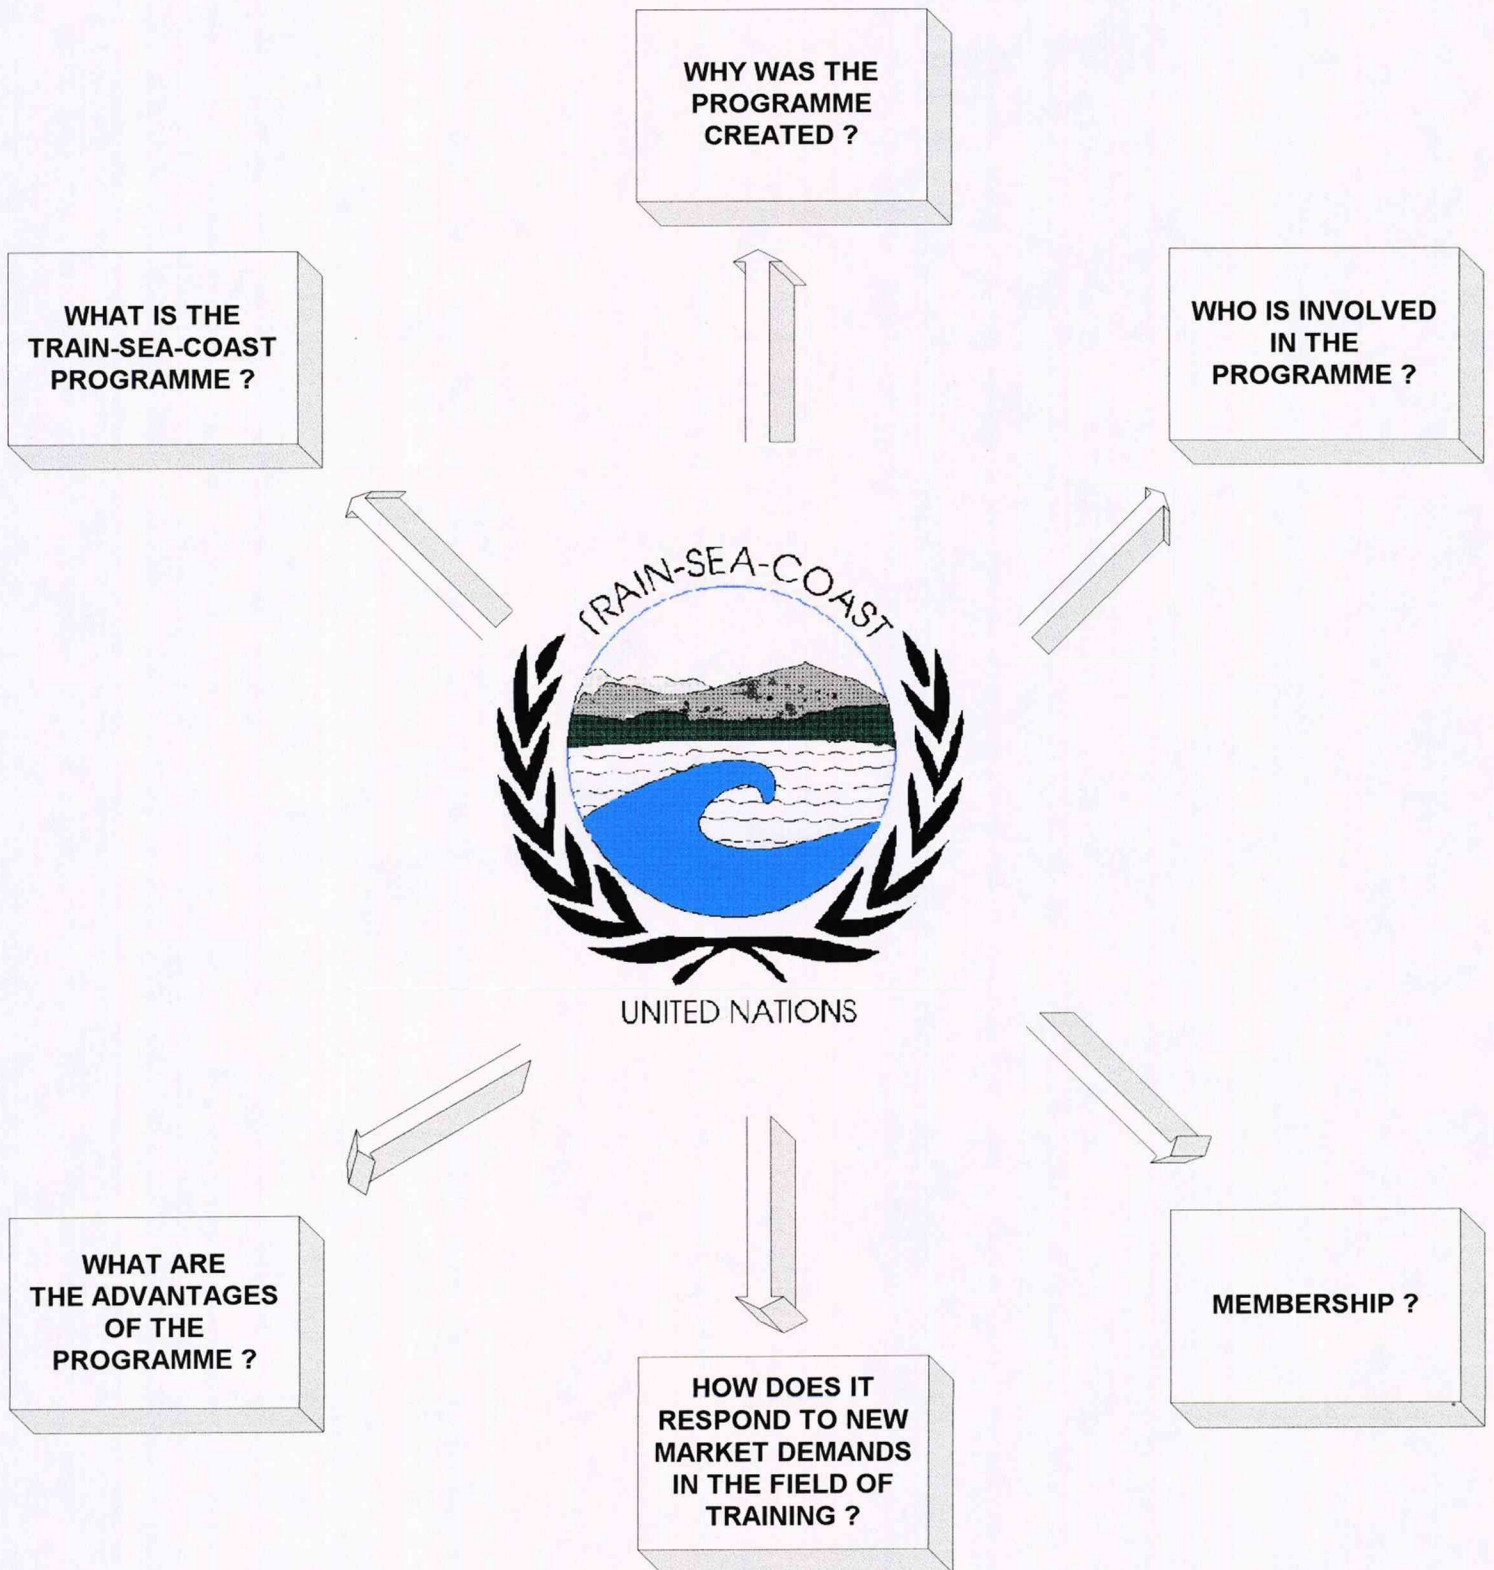 WHY WAS THE
PROGRAMME
CREATED ?
WHAT IS THE
TRAIN-SEA-COAST
PROGRAMME ?
WHO IS INVOLVED
IN THE
PROGRAMME ?
TRAIN-SEA-COAST
UNITED NATIONS
WHAT ARE
THE ADVANTAGES
OF THE
PROGRAMME ?
HOW DOES IT
RESPOND TO NEW
MARKET DEMANDS
IN THE FIELD OF
TRAINING ?
MEMBERSHIP ?